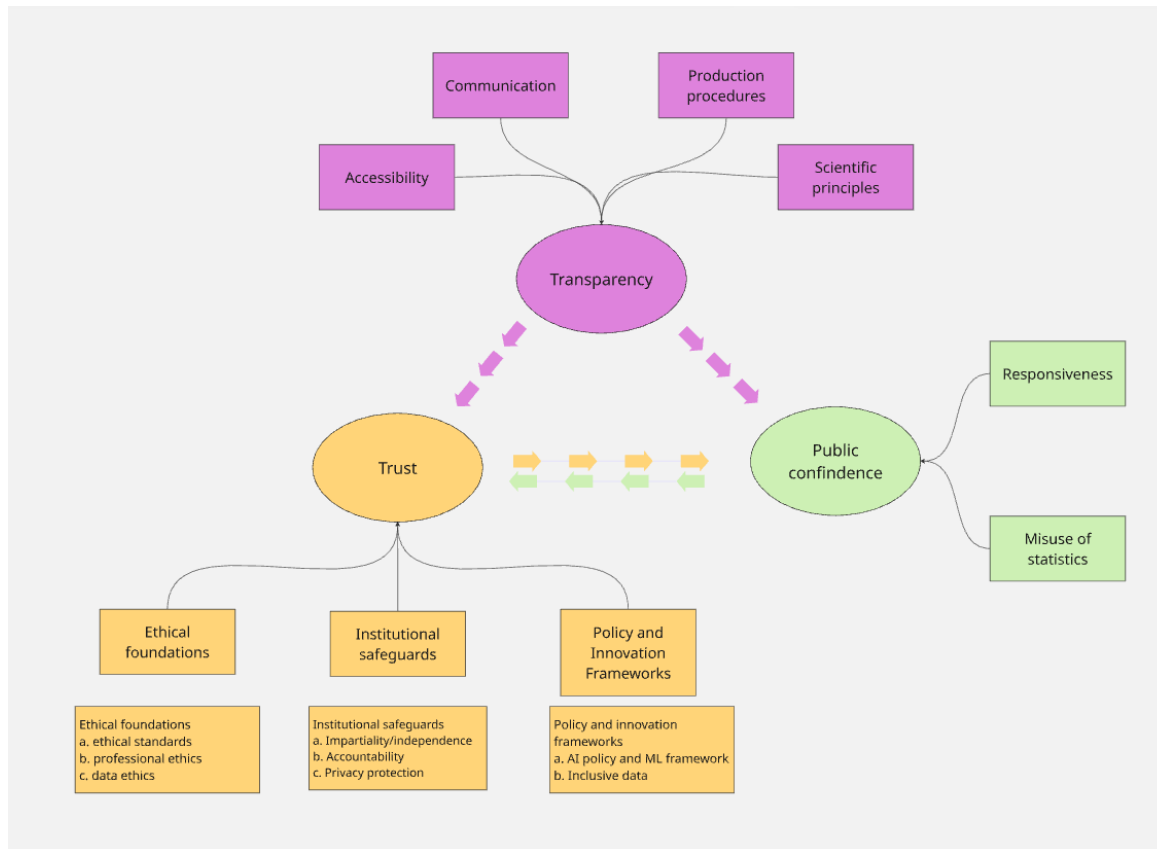 Communication
Production
procedures
Accessibility
Scientific
principles
Transparency
Responsiveness
Trust
Public
confindence
Misuse of
statistics
Ethical
foundations
Institutional
safeguards
Policy and
Innovation
Frameworks
Ethical foundations
a. ethical standards
b. professional ethics
c. data ethics
Institutional safeguards
a. Impartiality/independence
b. Accountability
c. Privacy protection
Policy and innovation
frameworks
a. AI policy and ML framework
b. Inclusive data